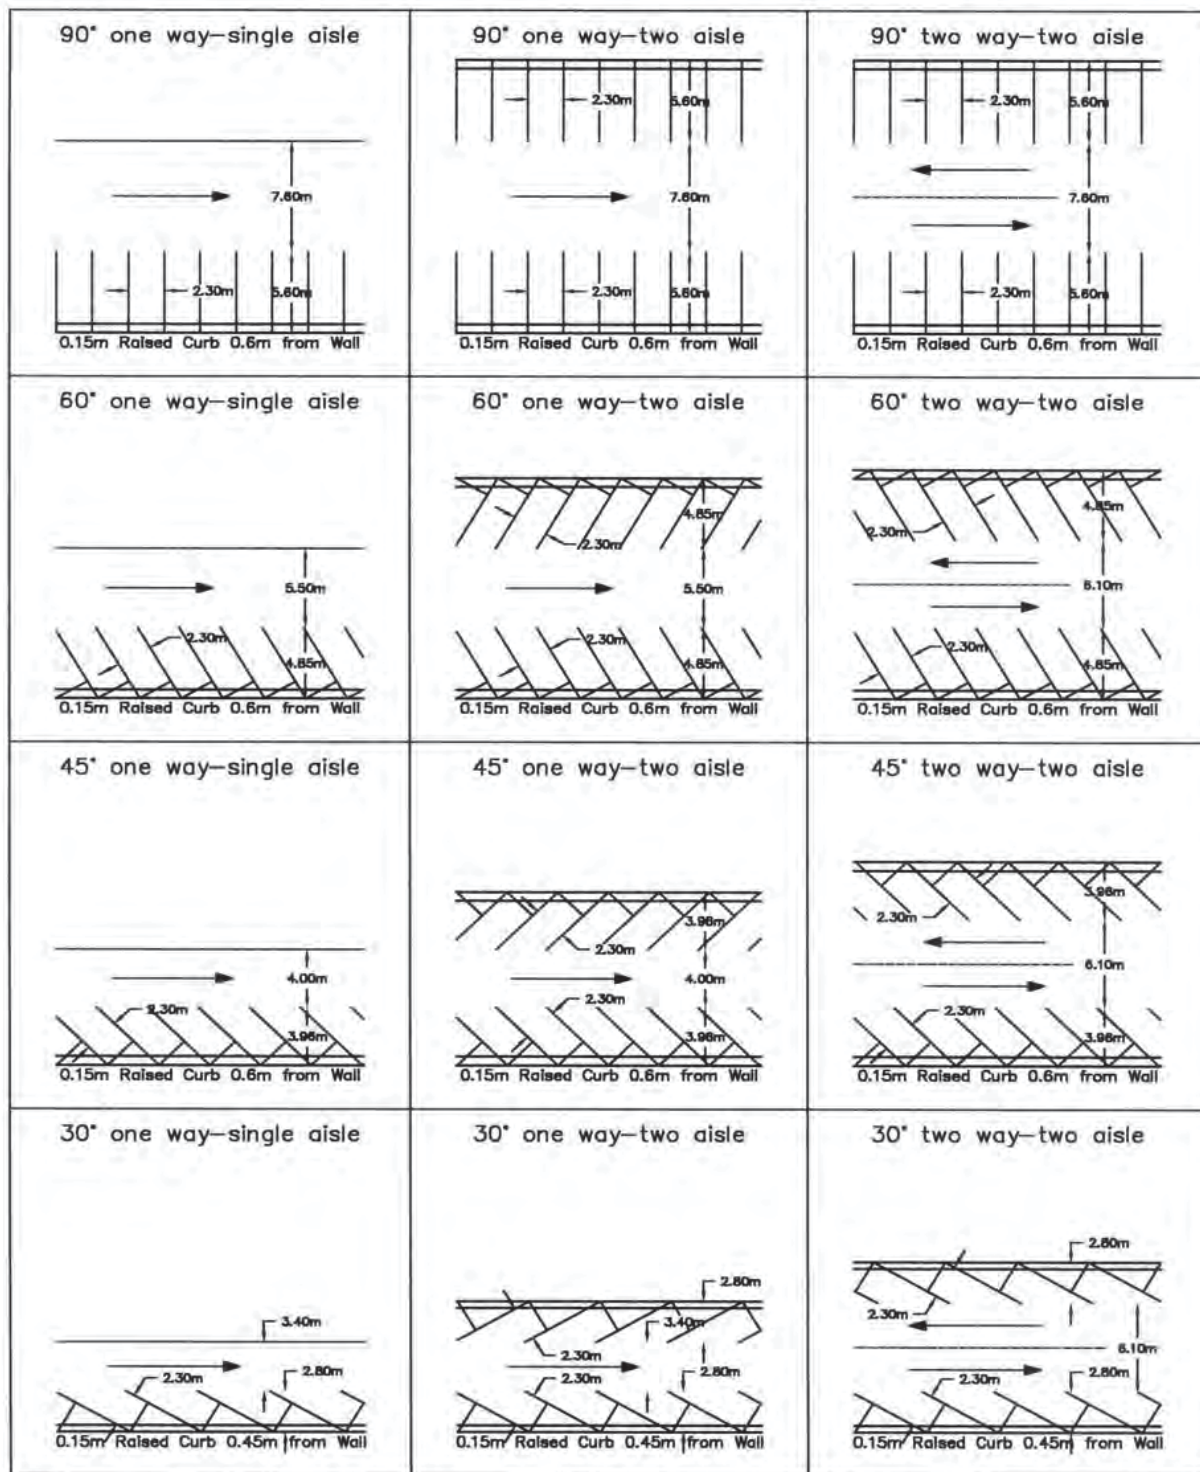 90° one way-single aisle
7.60m
2.30m
5.60m
0.15m Raised Curb 0.6m from Wall
90° one way-two aisle
2.30m
5.60m
7.60m
2.30m
5.60m
0.15m Raised Curb 0.6m from Wall
90° two way-two aisle
2.30m
5.60m
7.60m
2.30m
5.60m
0.15m Raised Curb 0.6m from Wall
60° one way-single aisle
5.50m
2.30m
4.85m
0.15m Raised Curb 0.6m from Wall
60° one way-two aisle
4.85m
2.30m
5.50m
2.30m
4.85m
0.15m Raised Curb 0.6m from Wall
60° two way-two aisle
4.85m
2.30m
6.10m
2.30m
4.85m
0.15m Raised Curb 0.6m from Wall
45° one way-single aisle
4.00m
2.30m
3.96m
0.15m Raised Curb 0.6m from Wall
45° one way-two aisle
3.96m
2.30m
4.00m
2.30m
3.96m
0.15m Raised Curb 0.6m from Wall
45° two way-two aisle
3.96m
2.30m
6.10m
2.30m
3.96m
0.15m Raised Curb 0.6m from Wall
30° one way-single aisle
3.40m
2.80m
2.30m
0.15m Raised Curb 0.45m from Wall
30° one way-two aisle
2.80m
3.40m
2.30m
2.80m
2.30m
0.15m Raised Curb 0.45m from Wall
30° two way-two aisle
2.80m
2.30m
6.10m
2.80m
2.30m
0.15m Raised Curb 0.45m from Wall